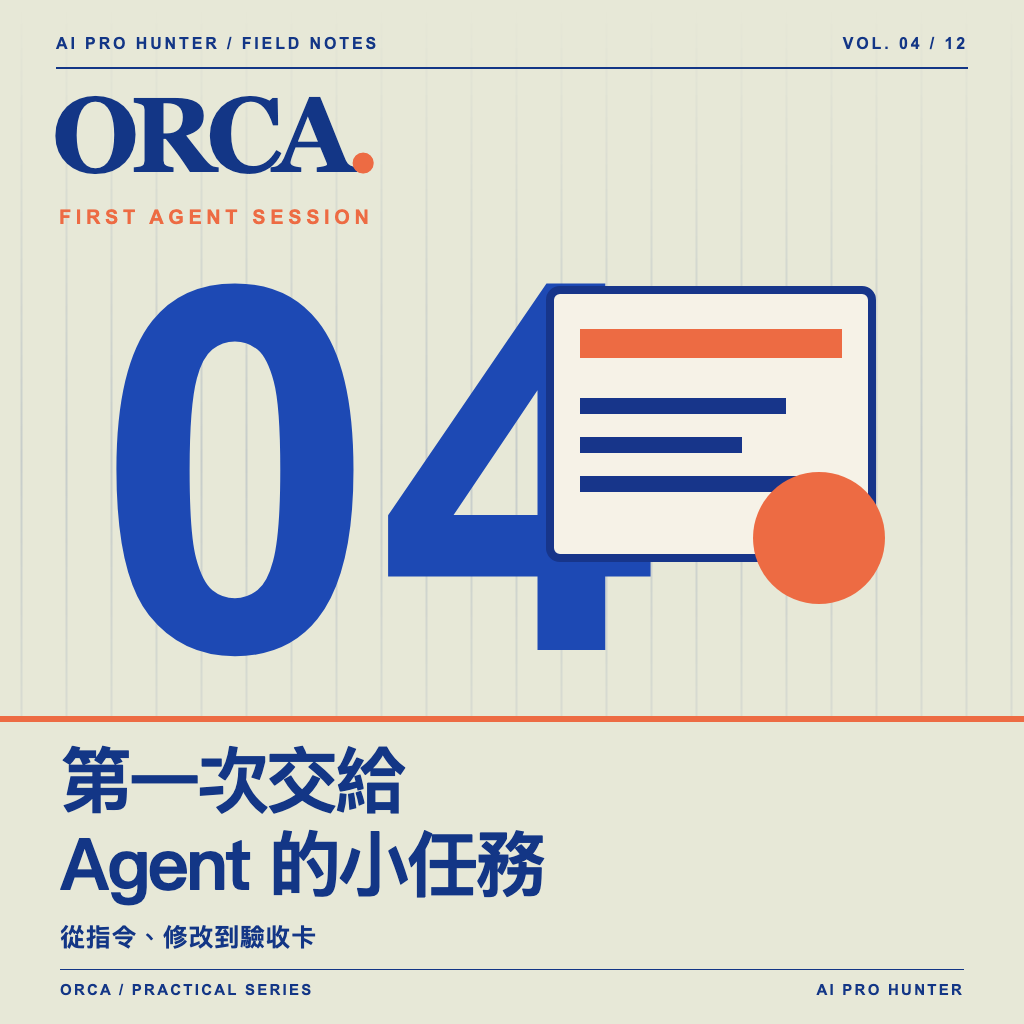 AI PRO HUNTER / FIELD NOTES
VOL. 04 / 12
ORCA.
FIRST AGENT SESSION
04
第一次交給
Agent 的小任務
從指令、修改到驗收卡
ORCA / PRACTICAL SERIES
AI PRO HUNTER